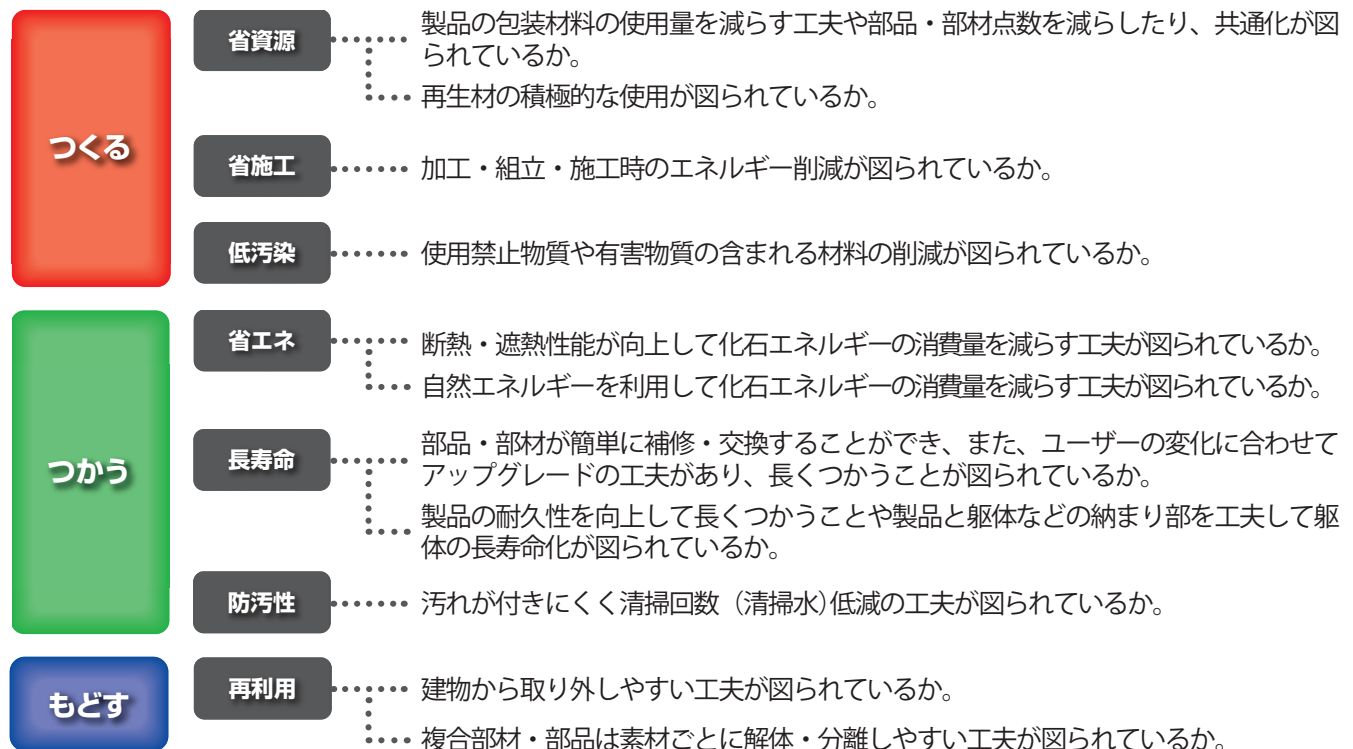 つくる
省資源
製品の包装材料の使用量を減らす工夫や部品・部材点数を減らしたり、共通化が図
られているか。
再生材の積極的な使用が図られているか。
省施工
加工・組立・施工時のエネルギー削減が図られているか。
低汚染
使用禁止物質や有害物質の含まれる材料の削減が図られているか。
つかう
省エネ
断熱・遮熱性能が向上して化石エネルギーの消費量を減らす工夫が図られているか。
自然エネルギーを利用して化石エネルギーの消費量を減らす工夫が図られているか。
長寿命
部品・部材が簡単に補修・交換することができ、また、ユーザーの変化に合わせて
アップグレードの工夫があり、長くつかうことが図られているか。
製品の耐久性を向上して長くつかうことや製品と躯体などの納まり部を工夫して躯
体の長寿命化が図られているか。
防汚性
汚れが付きにくく清掃回数（清掃水）低減の工夫が図られているか。
もどす
再利用
建物から取り外しやすい工夫が図られているか。
複合部材・部品は素材ごとに解体・分離しやすい工夫が図られているか。